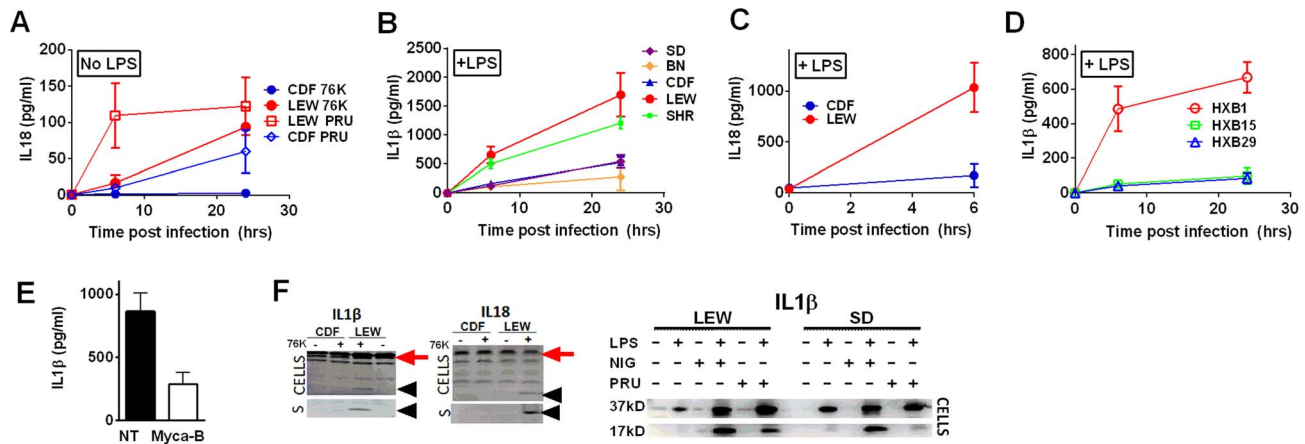 A
No LPS
IL18 (pg/ml)
200
150
100
50
0
0 10 20 30
Time post infection (hrs)
CDF 76K
LEW 76K
LEW PRU
CDF PRU
B
+LPS
IL1β (pg/ml)
2500
2000
1500
1000
500
0
0 10 20 30
Time post infection (hrs)
SD
BN
CDF
LEW
SHR
C
+ LPS
IL18 (pg/ml)
1000
500
0
0 2 4 6
Time post infection (hrs)
CDF
LEW
D
+ LPS
IL1β (pg/ml)
800
600
400
200
0
0 10 20 30
Time post infection (hrs)
HXB1
HXB15
HXB29
E
IL1β (pg/ml)
1000
500
0
NT Myca-B
F
IL1β
CDF LEW
76K - + + -
CELLS
S
IL18
CDF LEW
76K - + - +
CELLS
S
IL1β
LEW SD
LPS - + - + - + - + - + - +
NIG - - + + - - + +
PRU - - - - + + - - - - + +
37kD
17kD
CELLS